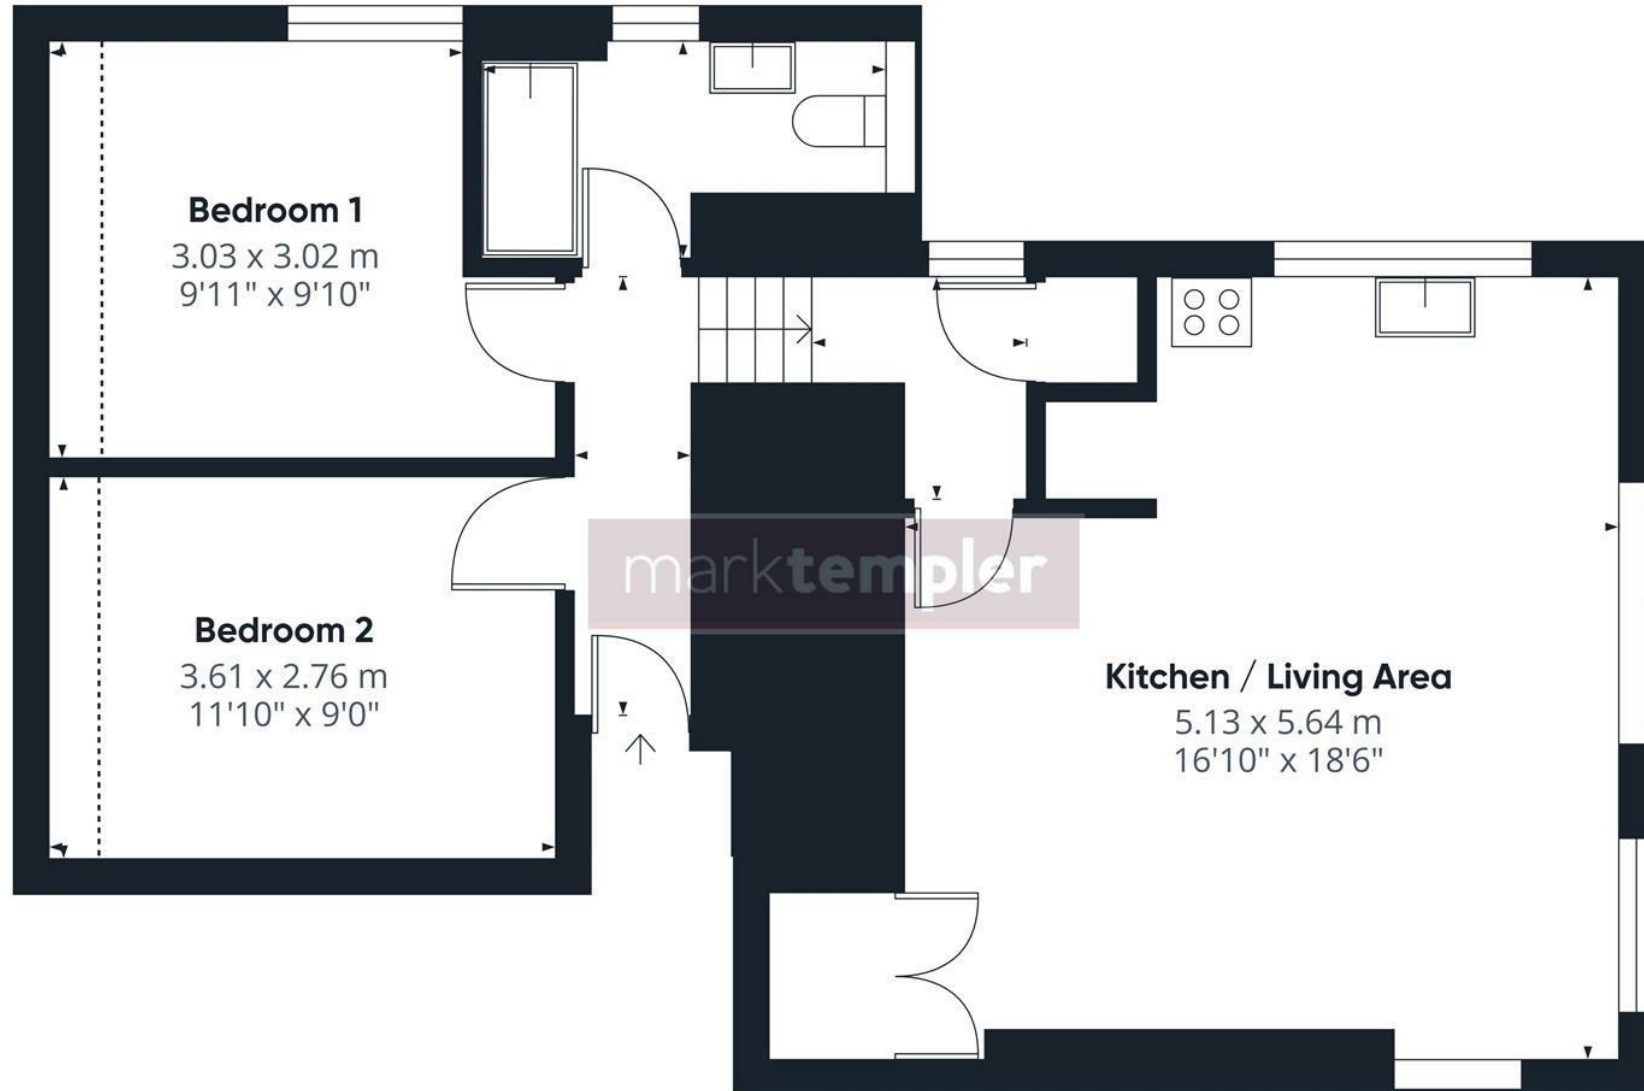 Bedroom 1
3.03 x 3.02 m
9'11" x 9'10"
marktempler
Bedroom 2
3.61 x 2.76 m
11'10" x 9'0"
Kitchen / Living Area
5.13 x 5.64 m
16'10" x 18'6"